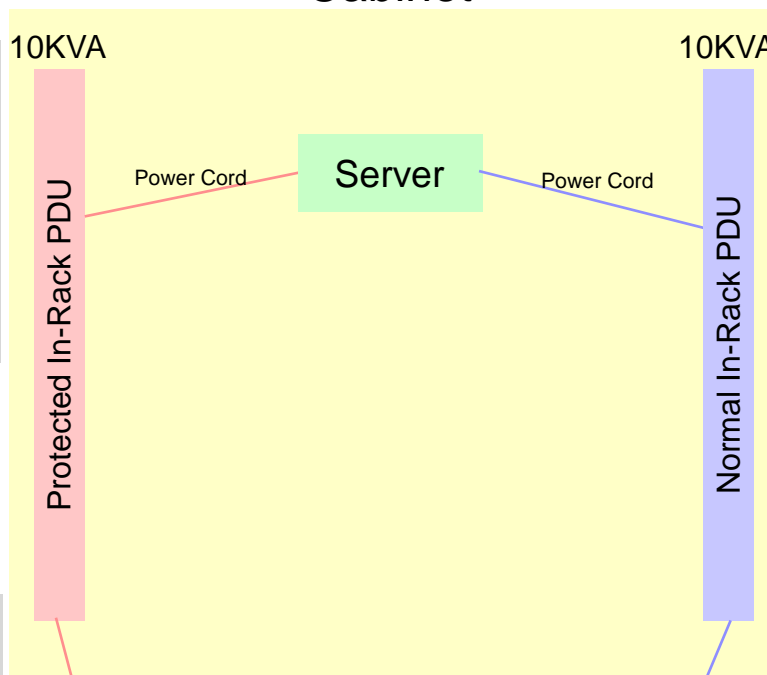 10KVA
10KVA
Server
Power Cord
Power Cord
Protected In-Rack PDU
Normal In-Rack PDU